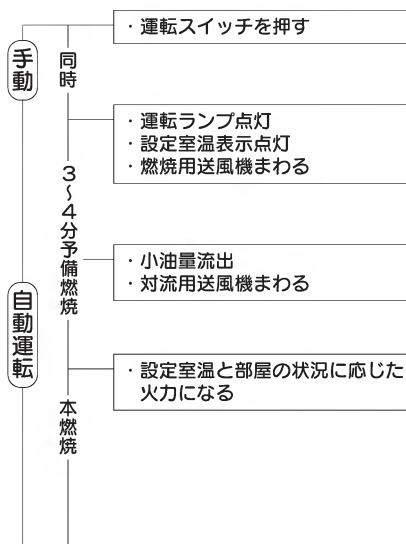 ・運転スイッチを押す
手動
同時
・運転ランプ点灯
・設定室温表示点灯
・燃焼用送風機まわる
3～4分予備燃焼
・小油量流出
・対流用送風機まわる
自動運転
・設定室温と部屋の状況に応じた
火力になる
本燃焼